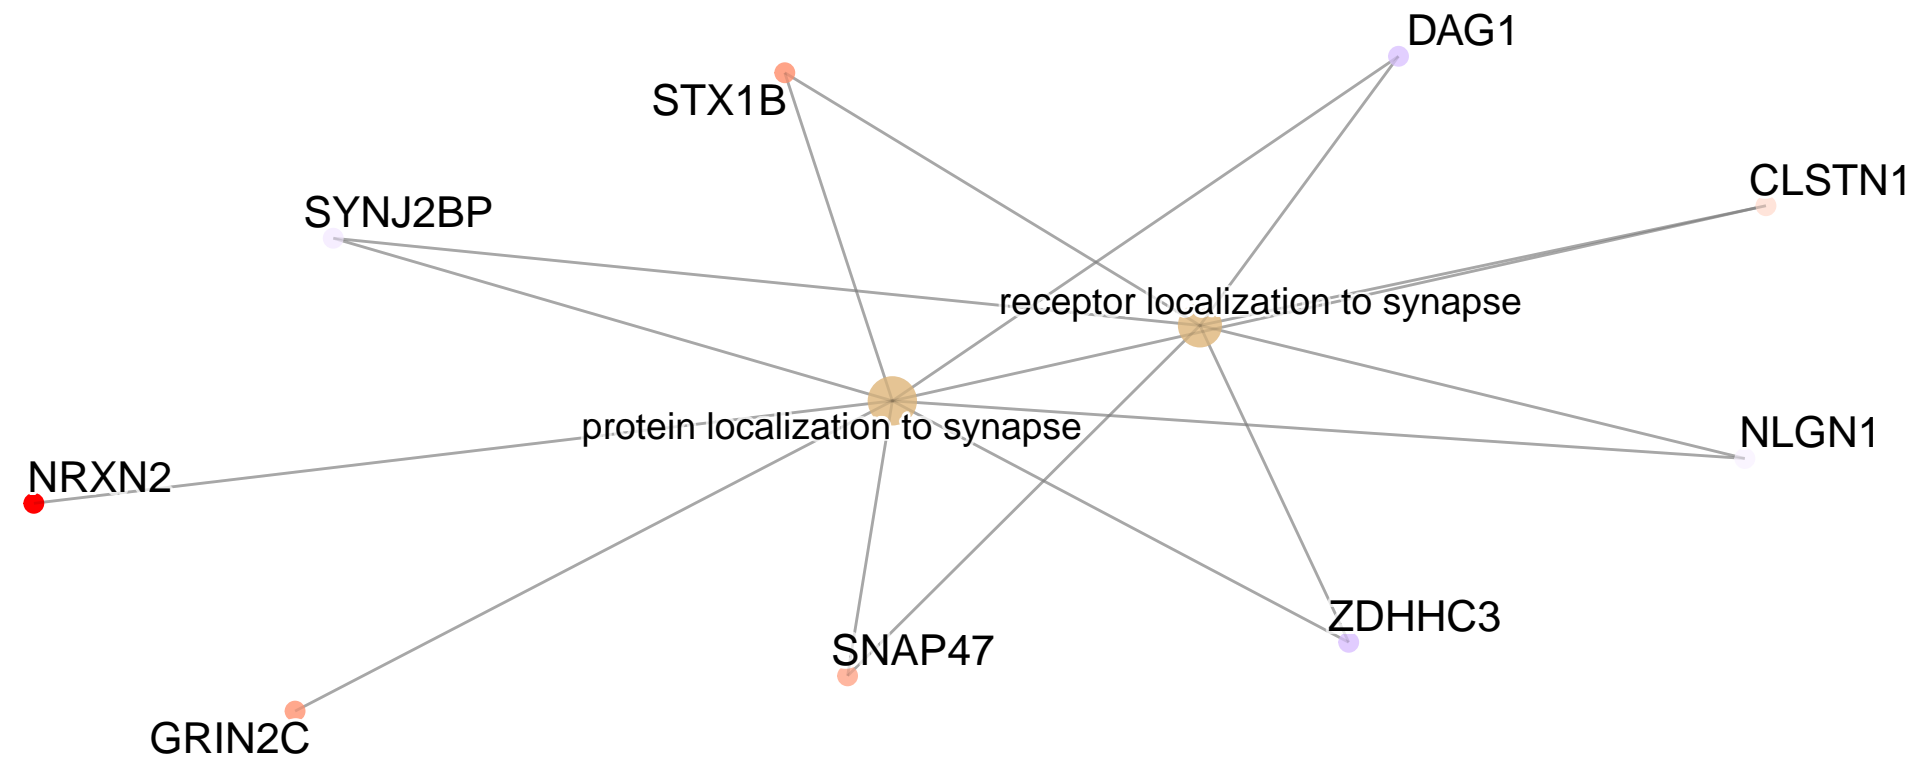 DAG1
STX1B
CLSTN1
SYNJ2BP
receptor localization to synapse
protein localization to synapse
NLGN1
NRXN2
ZDHHC3
SNAP47
GRIN2C